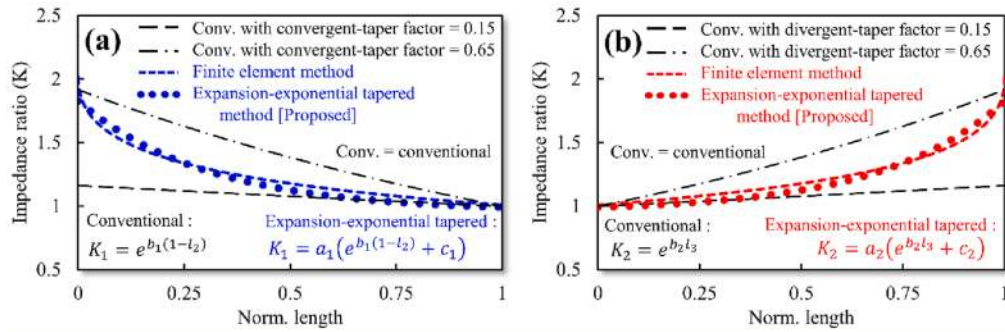 (a)
Conv. with convergent-taper factor = 0.15
Conv. with convergent-taper factor = 0.65
Finite element method
Expansion-exponential tapered
method [Proposed]
Conv. = conventional
Conventional :
K₁ = e^{b₁(1-l₂)}
Expansion-exponential tapered :
K₁ = a₁(e^{b₁(1-l₂)} + c₁)
Impedance ratio (K)
2.5
2
1.5
1
0.5
0
0.25
0.5
0.75
1
Norm. length
(b)
Conv. with divergent-taper factor = 0.15
Conv. with divergent-taper factor = 0.65
Finite element method
Expansion-exponential tapered
method [Proposed]
Conv. = conventional
Conventional :
K₂ = e^{b₂l₃}
Expansion-exponential tapered :
K₂ = a₂(e^{b₂l₃} + c₂)
Impedance ratio (K)
2.5
2
1.5
1
0.5
0
0.25
0.5
0.75
1
Norm. length